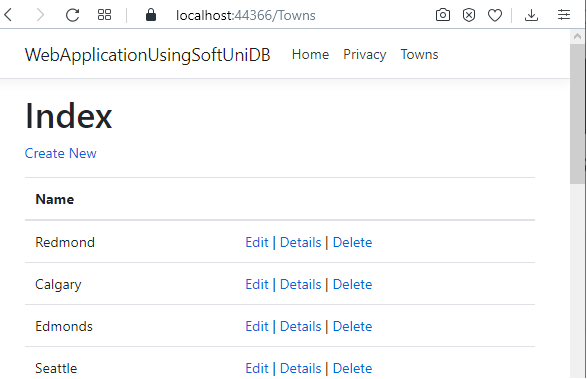 localhost:44366/Towns
WebApplicationUsingSoftUniDB Home Privacy Towns
Index
Create New
Name
Redmond Edit | Details | Delete
Calgary Edit | Details | Delete
Edmonds Edit | Details | Delete
Seattle Edit | Details | Delete